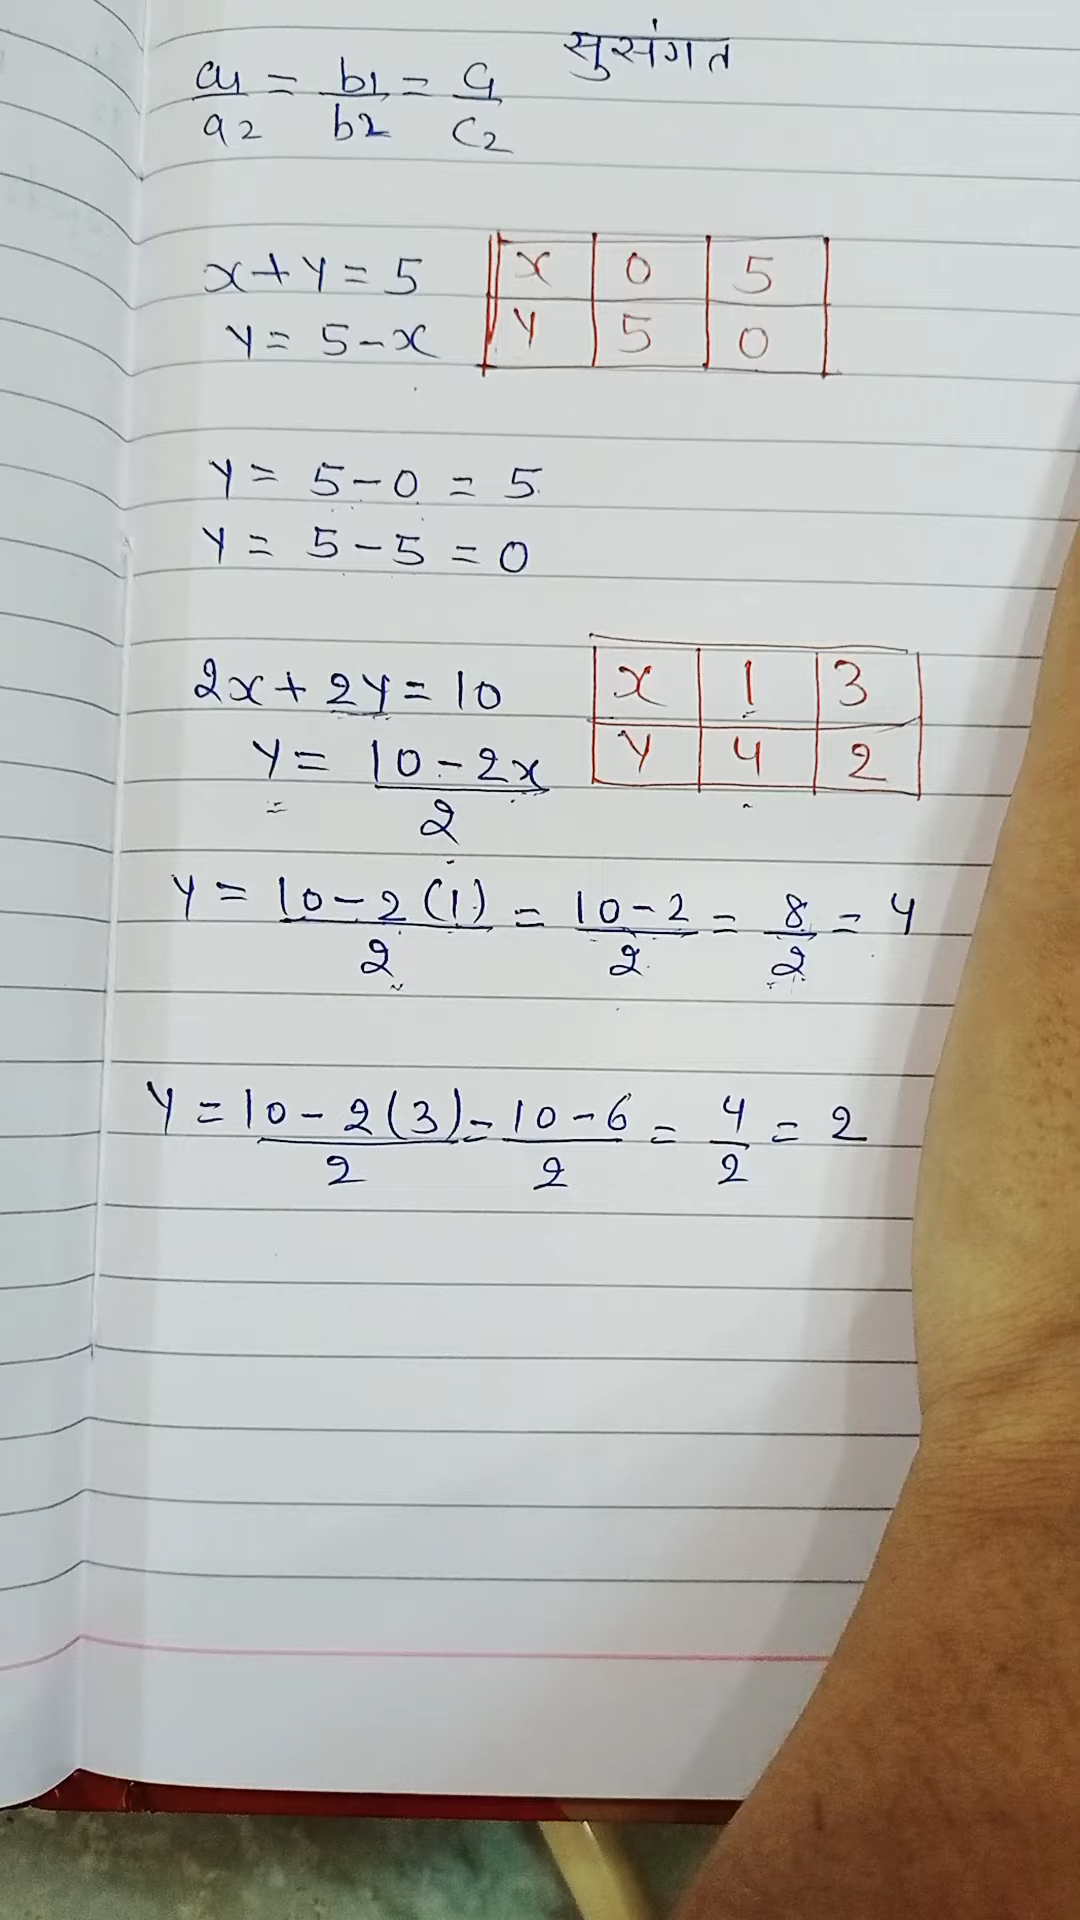 सुसंगत
a1/a2 = b1/b2 = c1/c2
x+y = 5
y = 5-x
x 0 5
y 5 0
y = 5-0 = 5
y = 5-5 = 0
2x+2y = 10
y = 10-2x/2
x 1 3
y 4 2
y = 10-2(1)/2 = 10-2/2 = 8/2 = 4
y = 10-2(3)/2 = 10-6/2 = 4/2 = 2